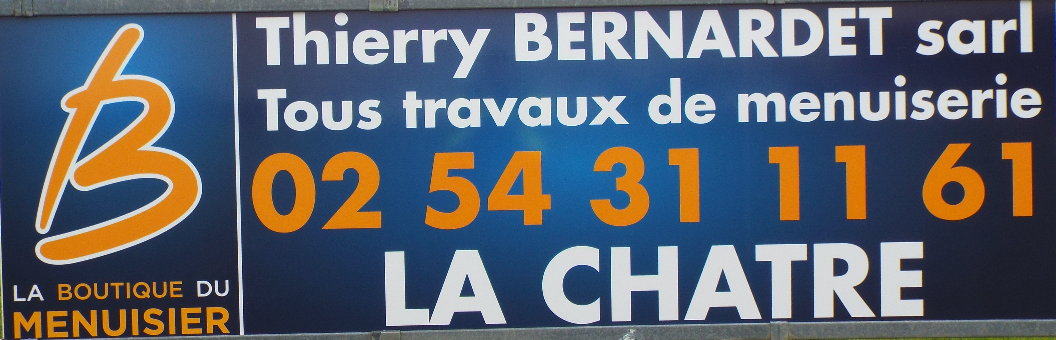 B
LA BOUTIQUE DU
MENUISIER
Thierry BERNARDET sarl
Tous travaux de menuiserie
02 54 31 11 61
LA CHATRE